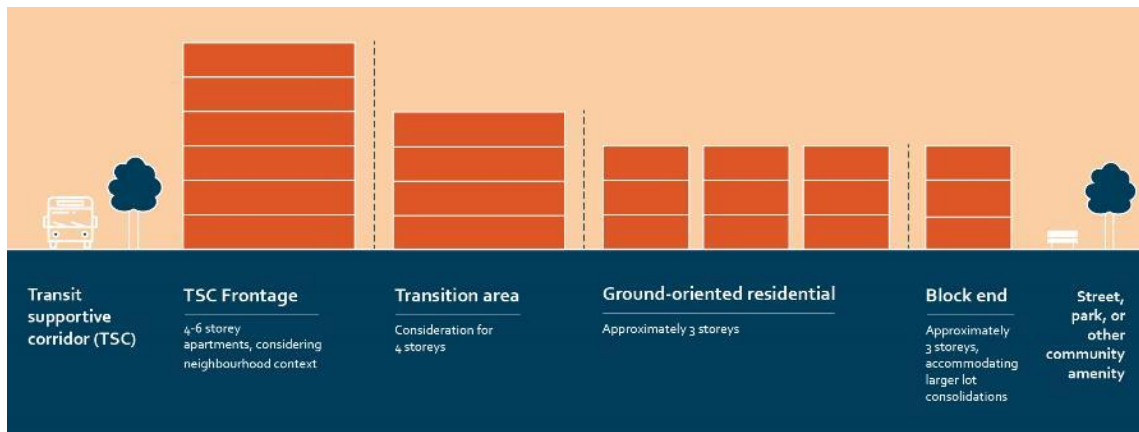 Transit
supportive
corridor (TSC)
TSC Frontage
4-6 storey
apartments, considering
neighbourhood context
Transition area
Consideration for
4 storeys
Ground-oriented residential
Approximately 3 storeys
Block end
Approximately
3 storeys,
accommodating
larger lot
consolidations
Street,
park, or
other
community
amenity